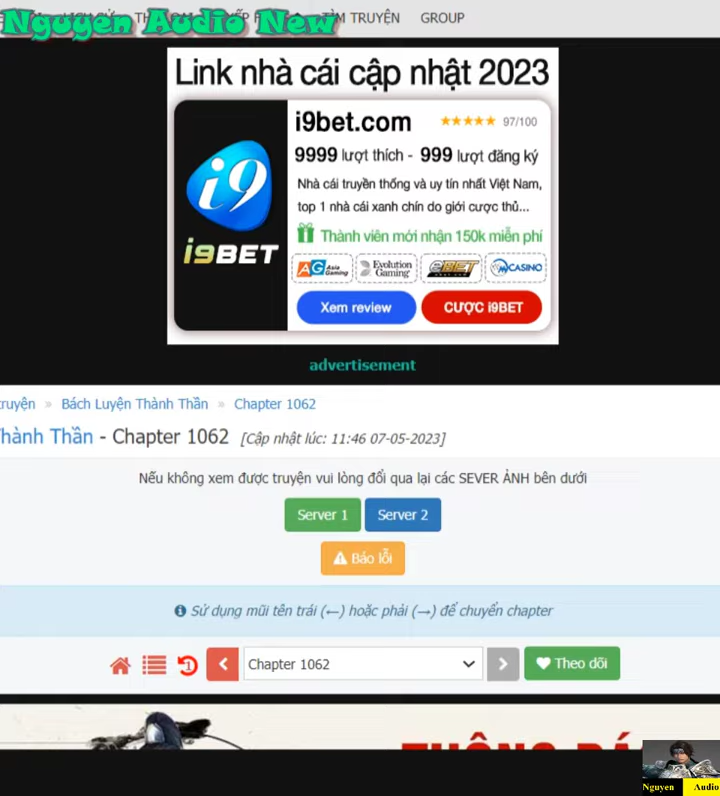 Nguyen Audio New
TÌM TRUYỆN GROUP
Link nhà cái cập nhật 2023
i9
i9BET
i9bet.com ★★★★★ 97/100
9999 lượt thích - 999 lượt đăng ký
Nhà cái truyền thống và uy tín nhất Việt Nam,
top 1 nhà cái xanh chín do giới cược thủ...
Thành viên mới nhận 150k miễn phí
AG Asia Gaming Evolution Gaming eBET CASINO
Xem review CƯỢC i9BET
advertisement
truyện » Bách Luyện Thành Thần » Chapter 1062
Thành Thần - Chapter 1062 [Cập nhật lúc: 11:46 07-05-2023]
Nếu không xem được truyện vui lòng đổi qua lại các SEVER ẢNH bên dưới
Server 1 Server 2
Báo lỗi
Sử dụng mũi tên trái (←) hoặc phải (→) để chuyển chapter
1 Chapter 1062 Theo dõi
Nguyen Audio